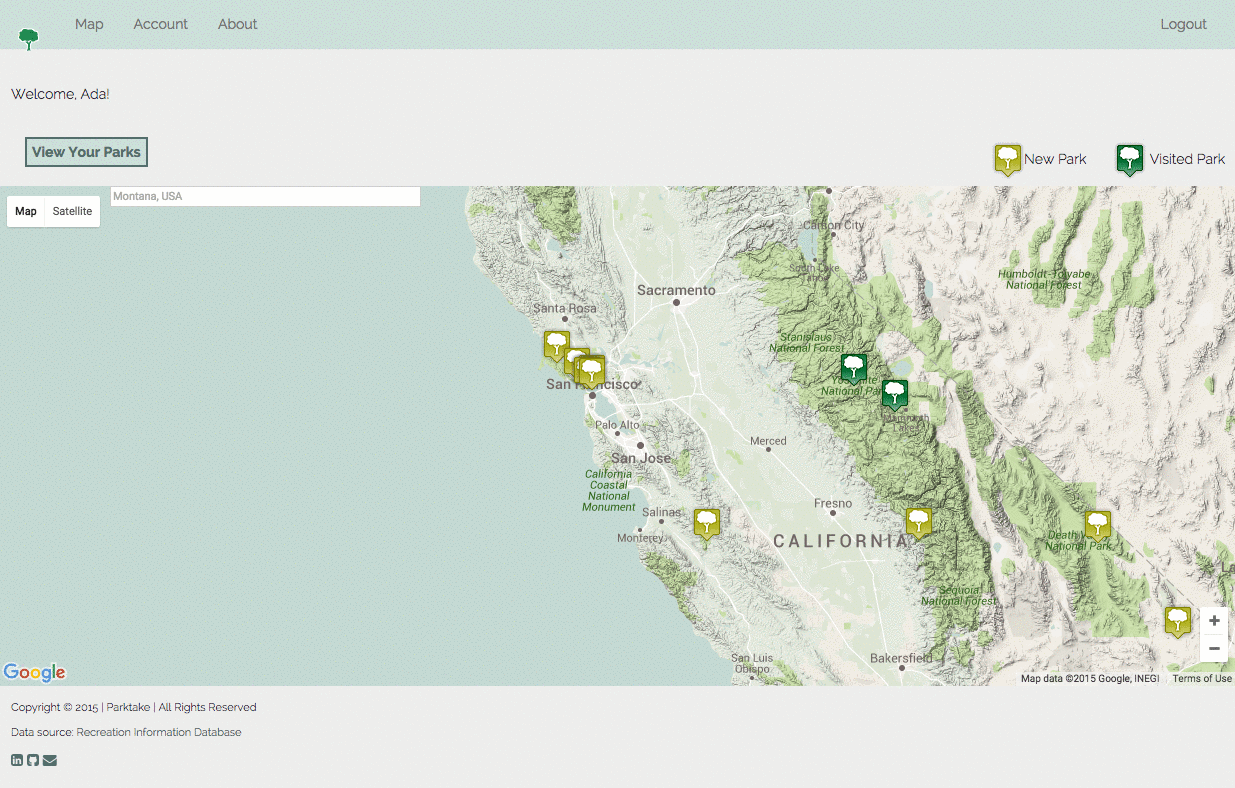 Map Account About Logout
Welcome, Ada!
View Your Parks
New Park Visited Park
Map Satellite
Montana, USA
Carson City
South Lake
Tahoe
Humboldt-Toiyabe
National Forest
Sacramento
Santa Rosa
Stanislaus
National Forest
Yosemite
National Park
San Francisco
Mammoth
Lakes
Palo Alto
Merced
San Jose
California
Coastal
National
Monument
Salinas
Fresno
Monterey
CALIFORNIA
Death Valley
National Park
Sequoia
National Forest
San Luis
Obispo
Bakersfield
Google
Map data ©2015 Google, INEGI Terms of Use
Copyright © 2015 | Parktake | All Rights Reserved
Data source: Recreation Information Database